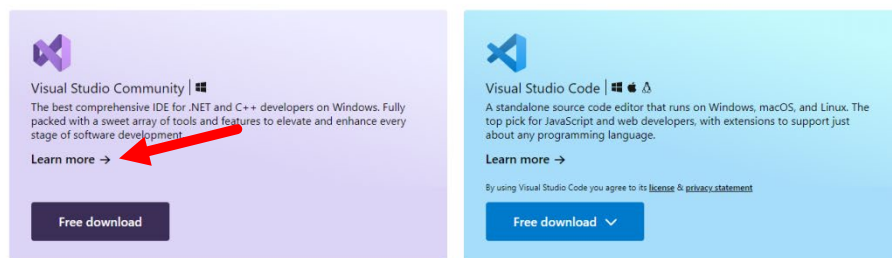 Visual Studio Community |
The best comprehensive IDE for .NET and C++ developers on Windows. Fully
packed with a sweet array of tools and features to elevate and enhance every
stage of software development.
Learn more →
Free download
Visual Studio Code |
A standalone source code editor that runs on Windows, macOS, and Linux. The
top pick for JavaScript and web developers, with extensions to support just
about any programming language.
Learn more →
By using Visual Studio Code you agree to its license & privacy statement
Free download